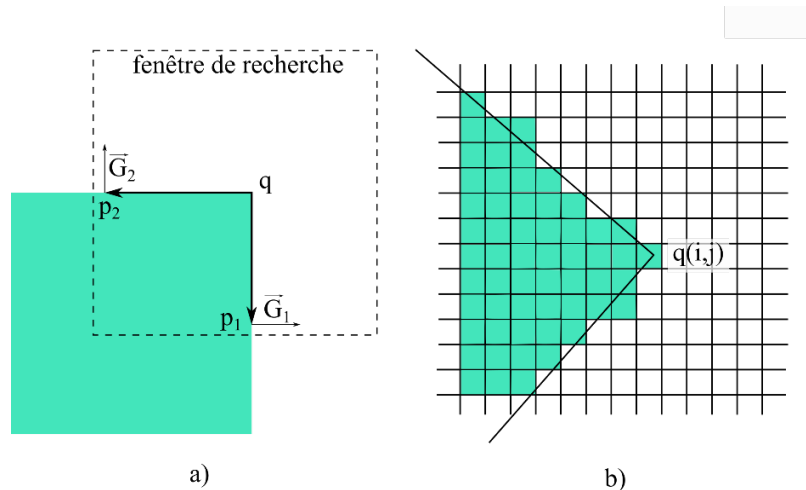 fenêtre de recherche
G₂
q
p₂
p₁
G₁
q(i,j)
a)
b)